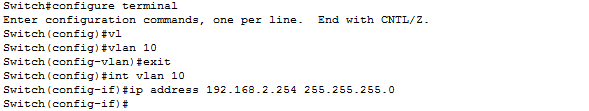 Switch#configure terminal
Enter configuration commands, one per line.  End with CNTL/Z.
Switch(config)#vl
Switch(config)#vlan 10
Switch(config-vlan)#exit
Switch(config)#int vlan 10
Switch(config-if)#ip address 192.168.2.254 255.255.255.0
Switch(config-if)#